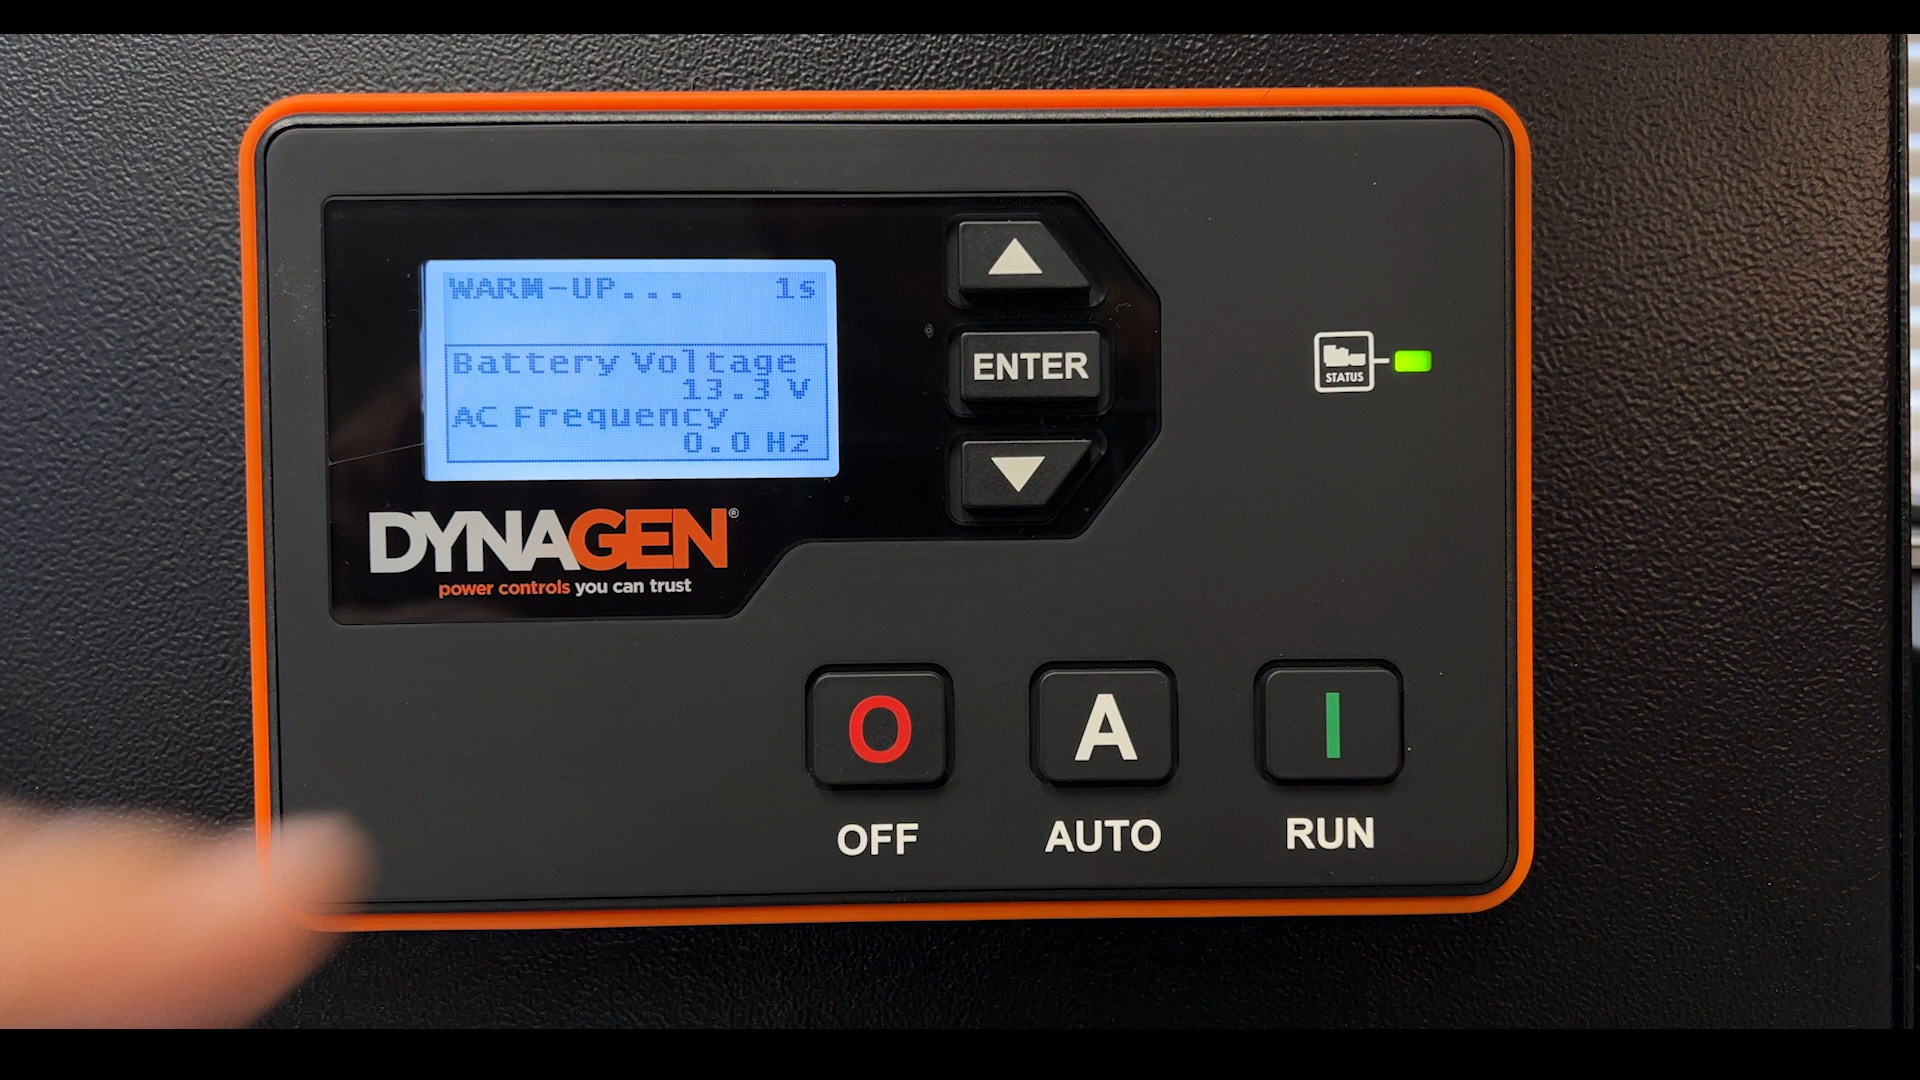 WARM-UP... 1s
Battery Voltage
13.3 V
AC Frequency
0.0 Hz
ENTER
STATUS
DYNAGEN®
power controls you can trust
O A I
OFF AUTO RUN